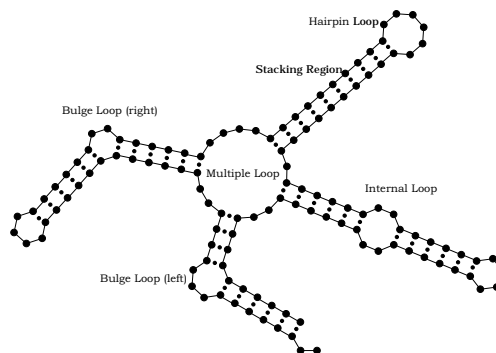 Hairpin Loop
Stacking Region
Bulge Loop (right)
Multiple Loop
Internal Loop
Bulge Loop (left)